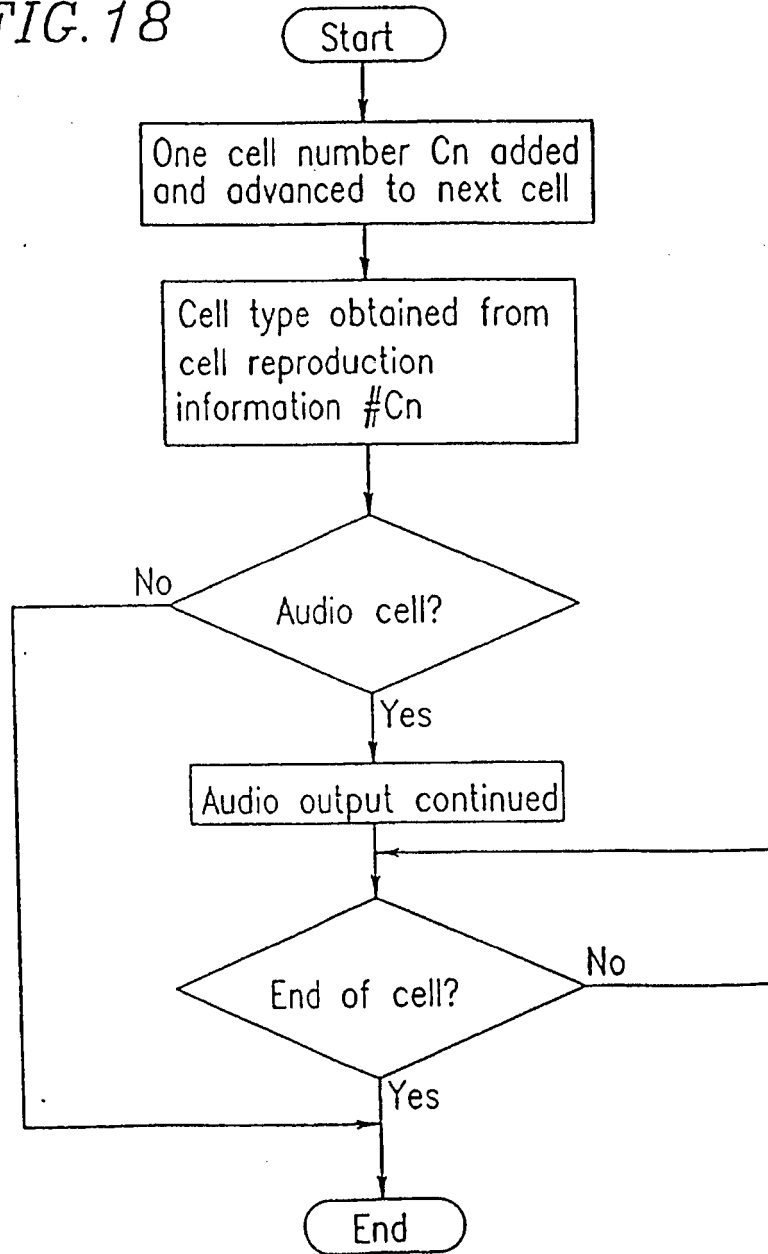 FIG. 18
Start
One cell number Cn added
and advanced to next cell
Cell type obtained from
cell reproduction
information #Cn
No
Audio cell?
Yes
Audio output continued
End of cell?
No
Yes
End